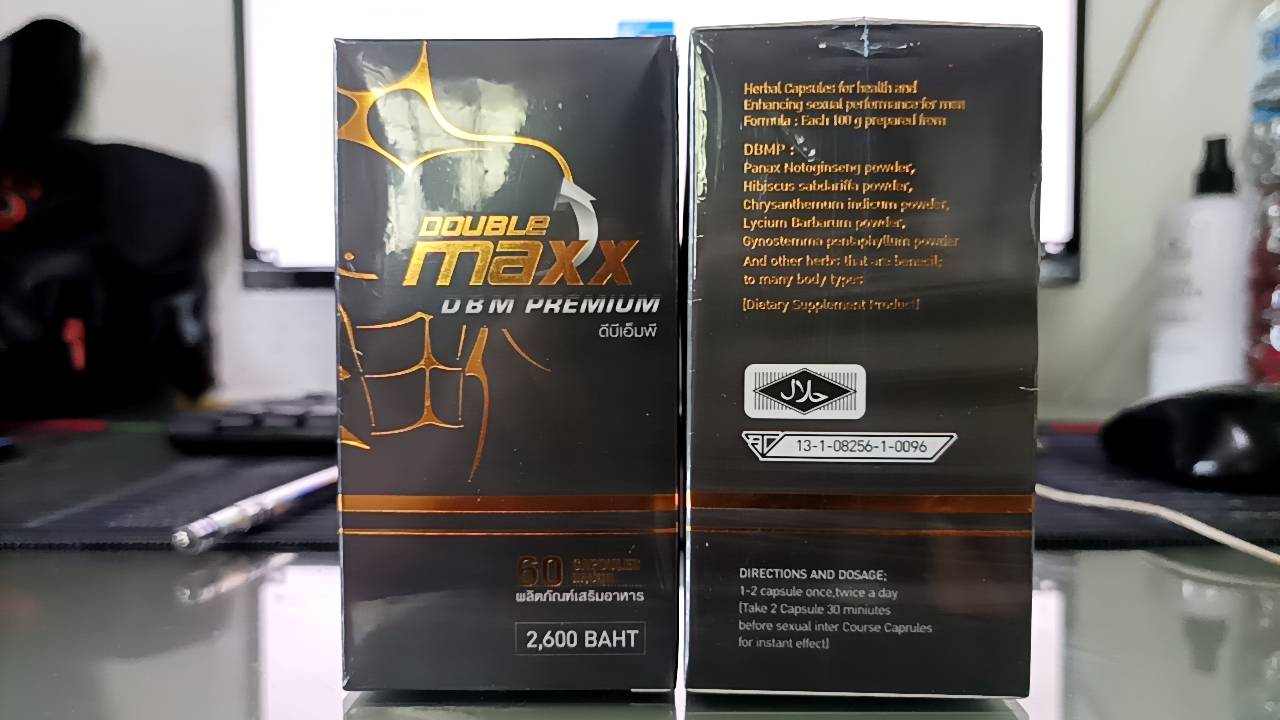 DOUBLE
maxx
DBM PREMIUM
ดีบีเอ็มพี
60 CAPSULES
ผลิตภัณฑ์เสริมอาหาร
2,600 BAHT
Herbal Capsules for health and
Enhancing sexual performance for men
Formula : Each 100 g prepared from
DBMP :
Panax Notoginseng powder,
Hibiscus sabdariffa powder,
Chrysanthemum indicum powder,
Lycium Barbarum powder,
Gynostemma pentaphyllum powder
And other herbs that are
to many body types
[Dietary Supplement Product]
حلال
13-1-08256-1-0096
DIRECTIONS AND DOSAGE;
1-2 capsule once,twice a day
[Take 2 Capsule 30 miniutes
before sexual inter Course Caprules
for instant effect]